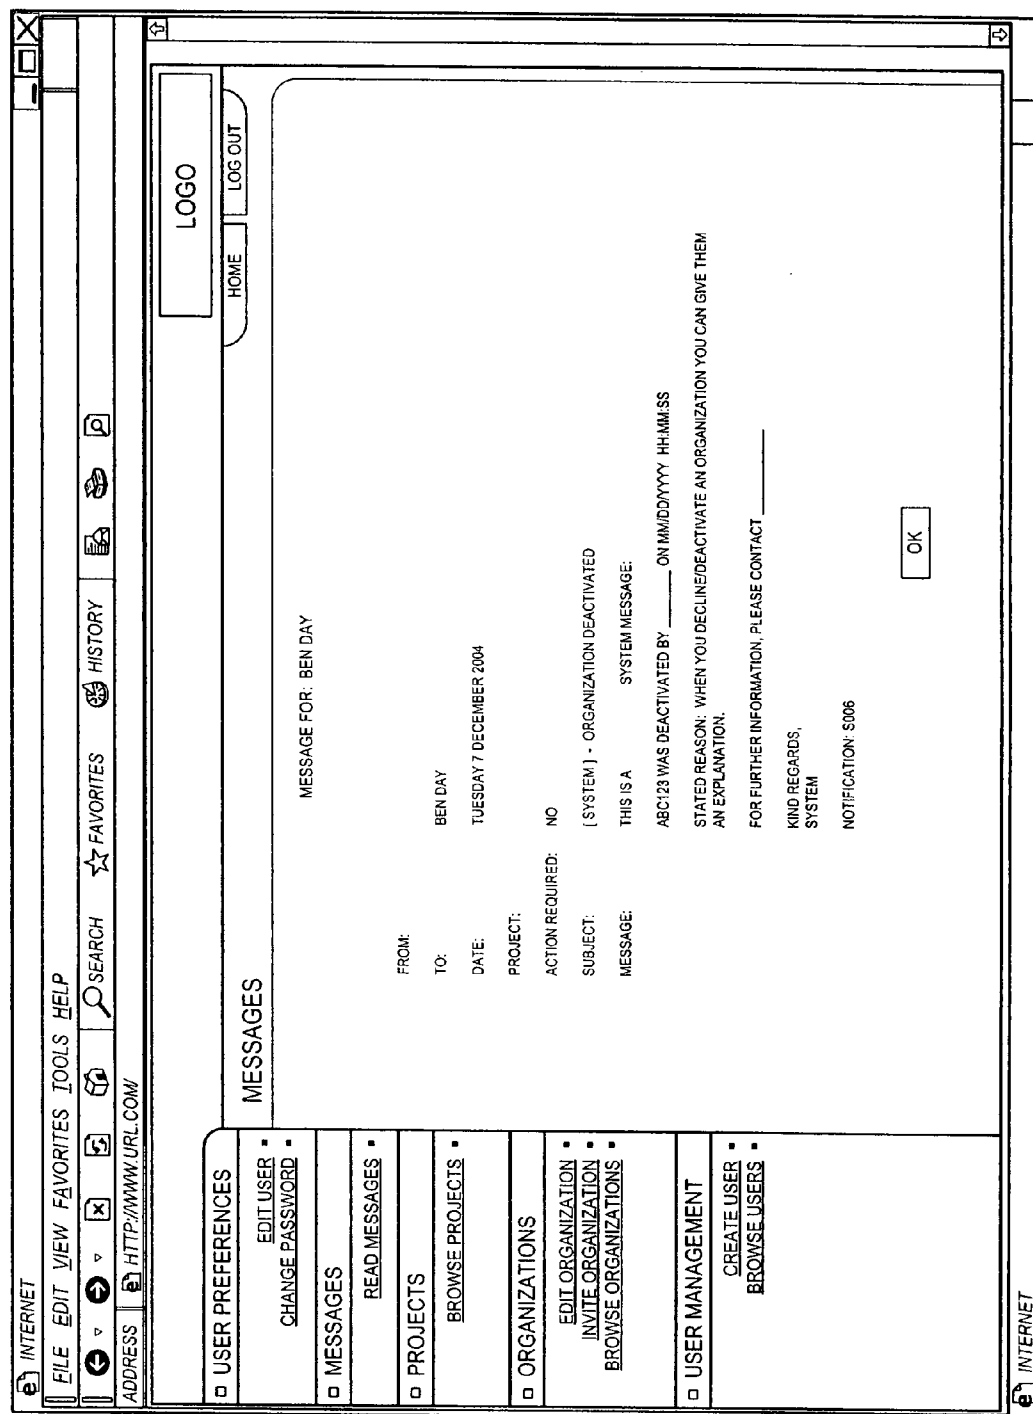 INTERNET
FILE EDIT VIEW FAVORITES TOOLS HELP
SEARCH FAVORITES HISTORY
ADDRESS HTTP://WWW.URL.COM/
LOGO
HOME LOG OUT
USER PREFERENCES
EDIT USER
CHANGE PASSWORD
MESSAGES
READ MESSAGES
PROJECTS
BROWSE PROJECTS
ORGANIZATIONS
EDIT ORGANIZATION
INVITE ORGANIZATION
BROWSE ORGANIZATIONS
USER MANAGEMENT
CREATE USER
BROWSE USERS
MESSAGES
MESSAGE FOR: BEN DAY
FROM:
TO: BEN DAY
DATE: TUESDAY 7 DECEMBER 2004
PROJECT:
ACTION REQUIRED: NO
SUBJECT: [ SYSTEM ] - ORGANIZATION DEACTIVATED
MESSAGE: THIS IS A SYSTEM MESSAGE:
ABC123 WAS DEACTIVATED BY ______ ON MM/DD/YYYY HH:MM:SS
STATED REASON: WHEN YOU DECLINE/DEACTIVATE AN ORGANIZATION YOU CAN GIVE THEM
AN EXPLANATION.
FOR FURTHER INFORMATION, PLEASE CONTACT ________
KIND REGARDS,
SYSTEM
NOTIFICATION: S006
OK
INTERNET